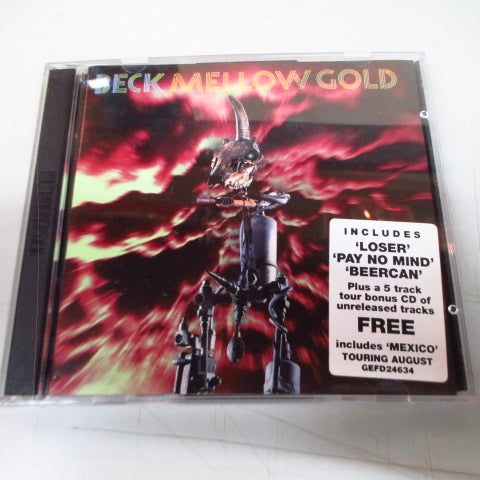 BECK MELLOW GOLD
INCLUDES
'LOSER'
'PAY NO MIND'
'BEERCAN'
Plus a 5 track
tour bonus CD of
unreleased tracks
FREE
includes 'MEXICO'
TOURING AUGUST
GEFD24634